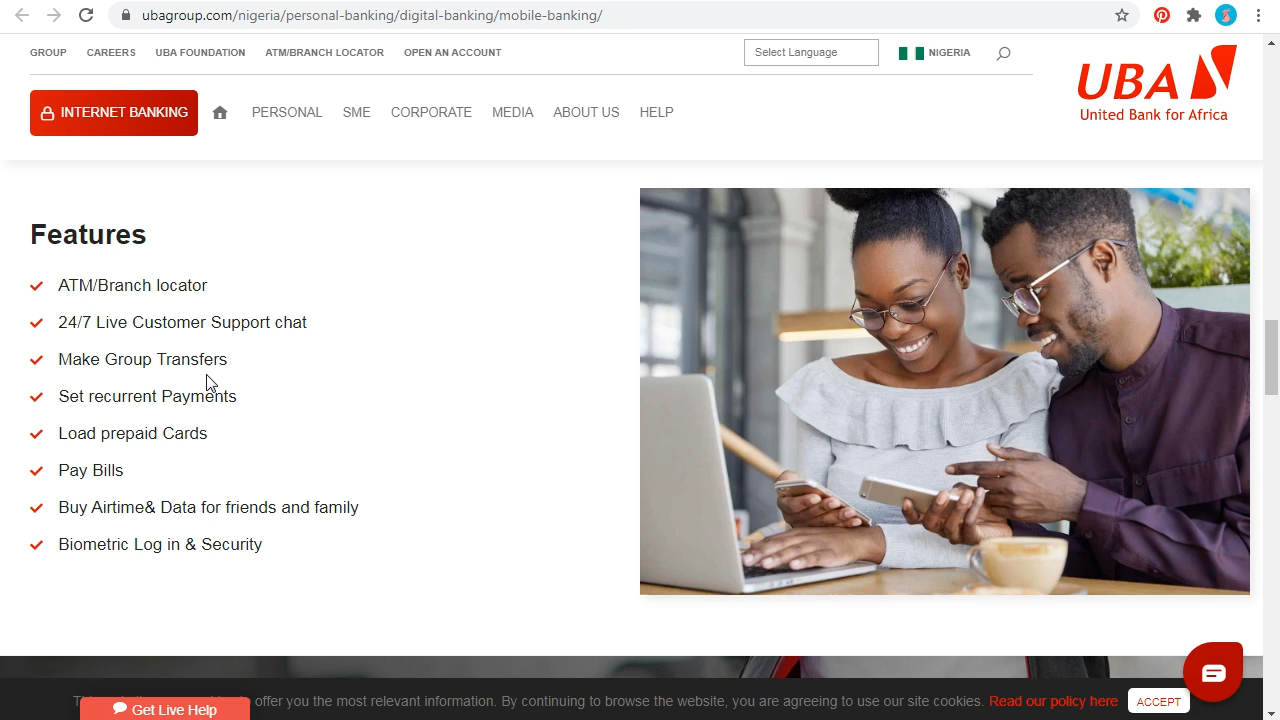 ubagroup.com/nigeria/personal-banking/digital-banking/mobile-banking/
GROUP CAREERS UBA FOUNDATION ATM/BRANCH LOCATOR OPEN AN ACCOUNT
Select Language
NIGERIA
UBA
United Bank for Africa
INTERNET BANKING
PERSONAL SME CORPORATE MEDIA ABOUT US HELP
Features
ATM/Branch locator
24/7 Live Customer Support chat
Make Group Transfers
Set recurrent Payments
Load prepaid Cards
Pay Bills
Buy Airtime& Data for friends and family
Biometric Log in & Security
offer you the most relevant information. By continuing to browse the website, you are agreeing to use our site cookies. Read our policy here
ACCEPT
Get Live Help